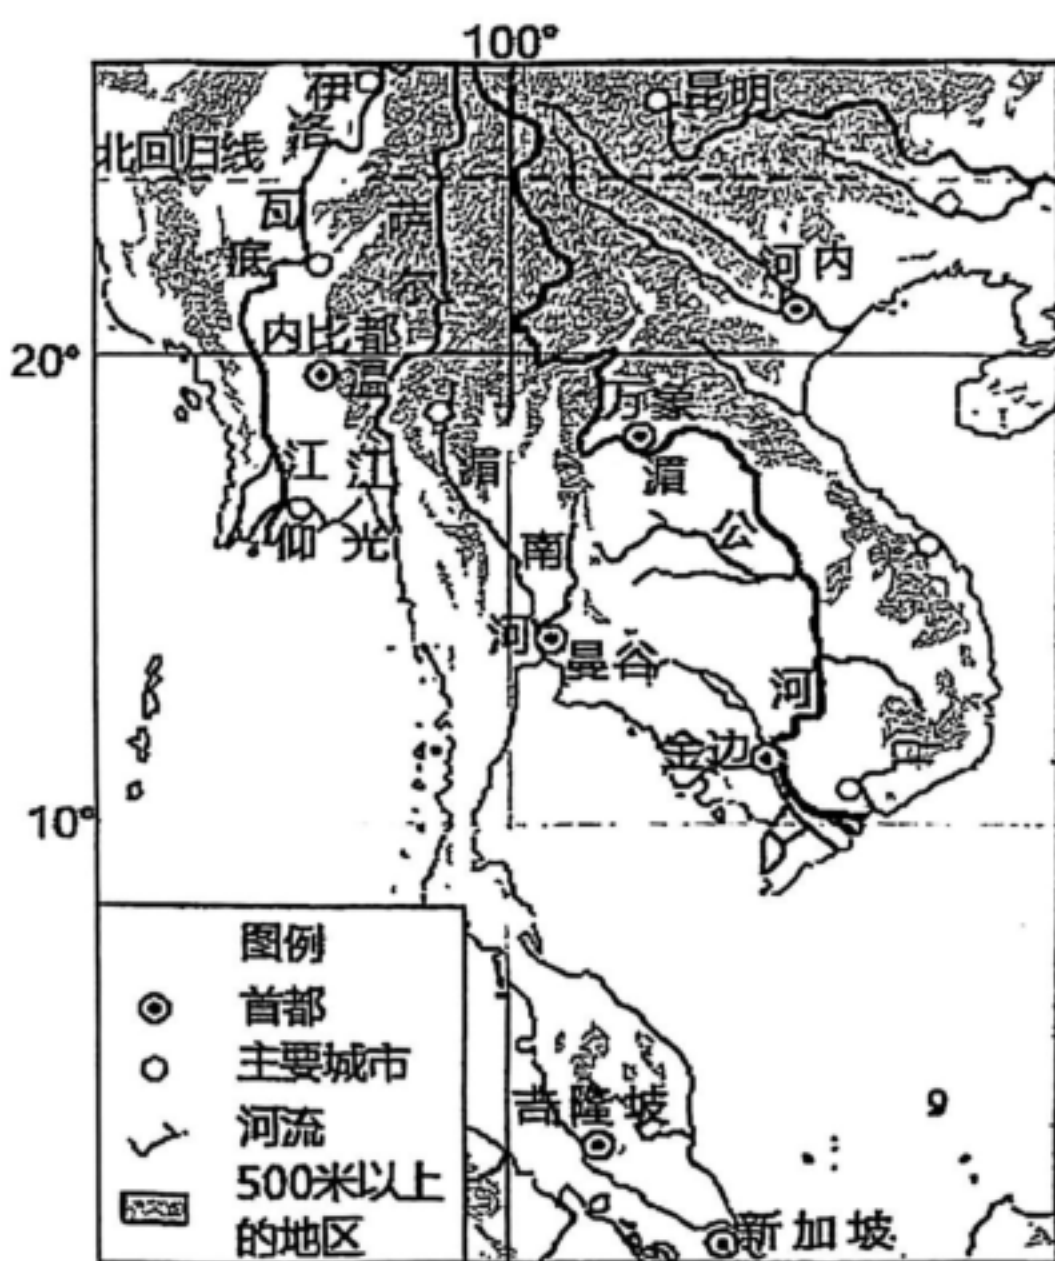 100°
伊洛瓦底江
昆明
北回归线
萨尔温江
河内
内比都
20°
万象
湄南河
湄公河
仰光
曼谷
金边
10°
图例
首都
主要城市
河流
500米以上
的地区
吉隆坡
9
新加坡